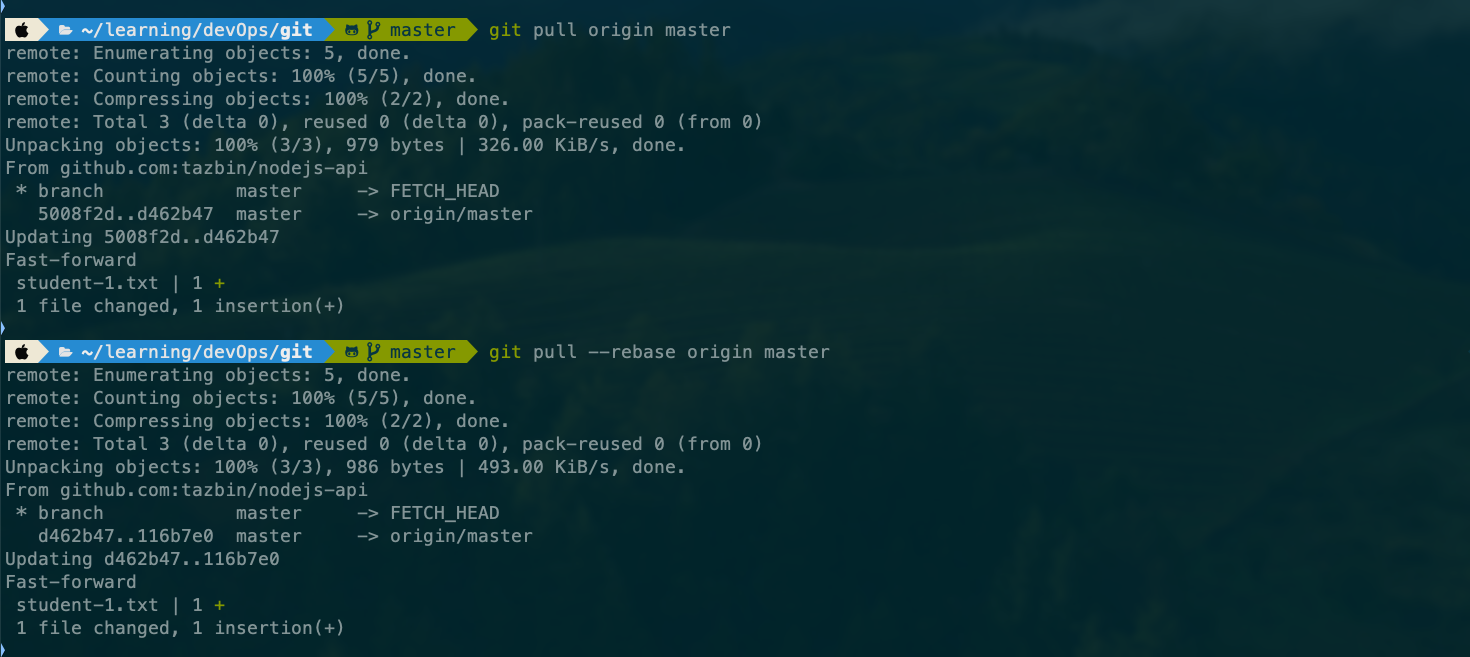 ~/learning/devOps/git master git pull origin master
remote: Enumerating objects: 5, done.
remote: Counting objects: 100% (5/5), done.
remote: Compressing objects: 100% (2/2), done.
remote: Total 3 (delta 0), reused 0 (delta 0), pack-reused 0 (from 0)
Unpacking objects: 100% (3/3), 979 bytes | 326.00 KiB/s, done.
From github.com:tazbin/nodejs-api
 * branch            master     -> FETCH_HEAD
   5008f2d..d462b47  master     -> origin/master
Updating 5008f2d..d462b47
Fast-forward
 student-1.txt | 1 +
 1 file changed, 1 insertion(+)
~/learning/devOps/git master git pull --rebase origin master
remote: Enumerating objects: 5, done.
remote: Counting objects: 100% (5/5), done.
remote: Compressing objects: 100% (2/2), done.
remote: Total 3 (delta 0), reused 0 (delta 0), pack-reused 0 (from 0)
Unpacking objects: 100% (3/3), 986 bytes | 493.00 KiB/s, done.
From github.com:tazbin/nodejs-api
 * branch            master     -> FETCH_HEAD
   d462b47..116b7e0  master     -> origin/master
Updating d462b47..116b7e0
Fast-forward
 student-1.txt | 1 +
 1 file changed, 1 insertion(+)